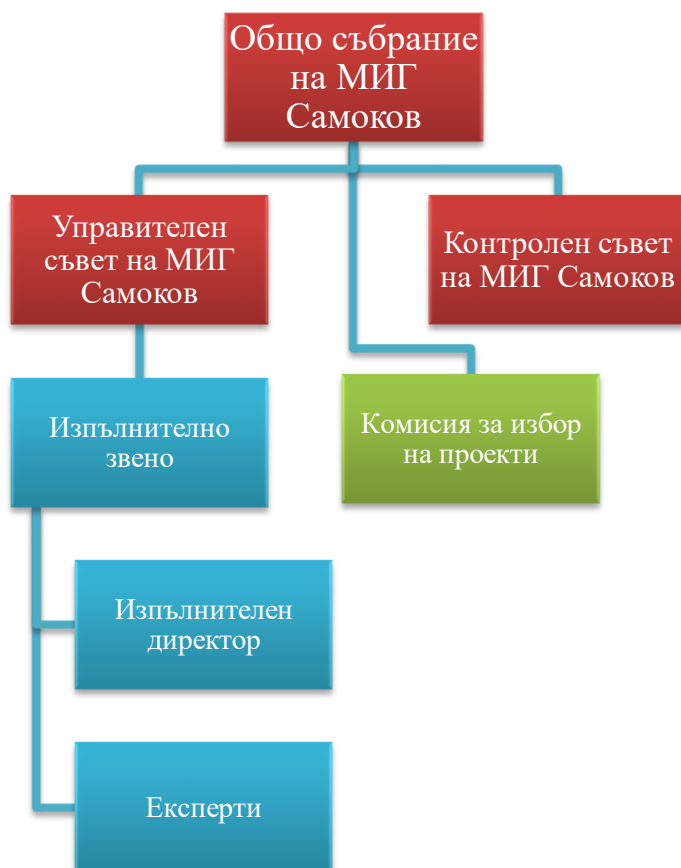 Общо събрание
на МИГ
Самоков
Управителен
съвет на МИГ
Самоков
Контролен съвет
на МИГ Самоков
Изпълнително
звено
Комисия за избор
на проекти
Изпълнителен
директор
Експерти